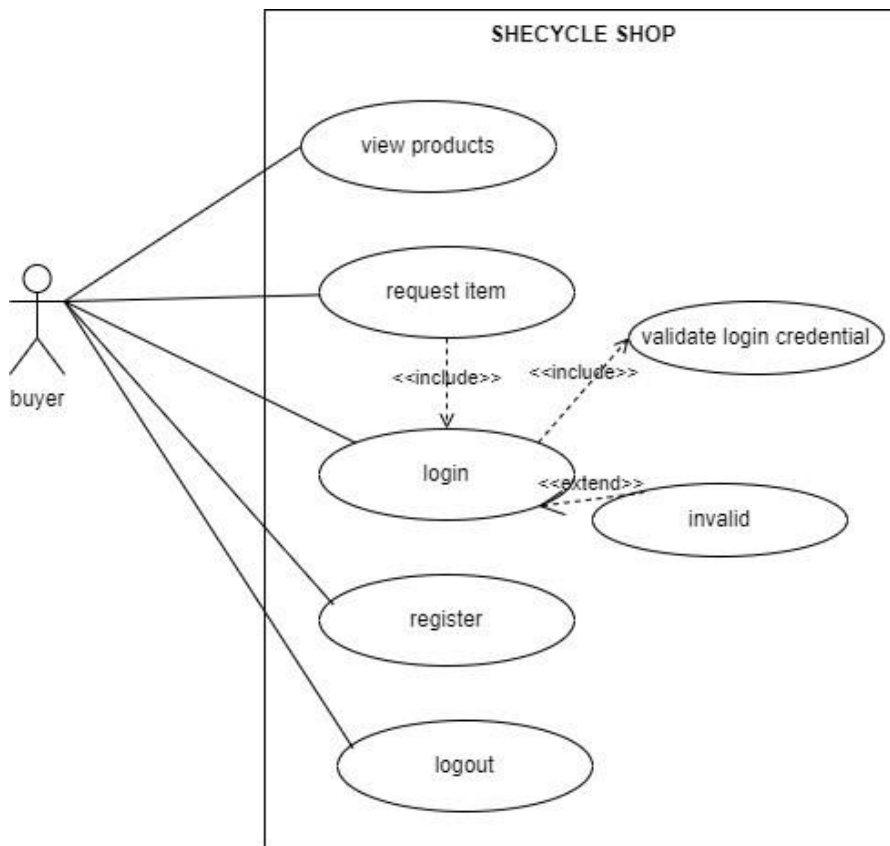 SHECYCLE SHOP
view products
request item
validate login credential
<<include>>
<<include>>
buyer
login
<<extend>>
invalid
register
logout